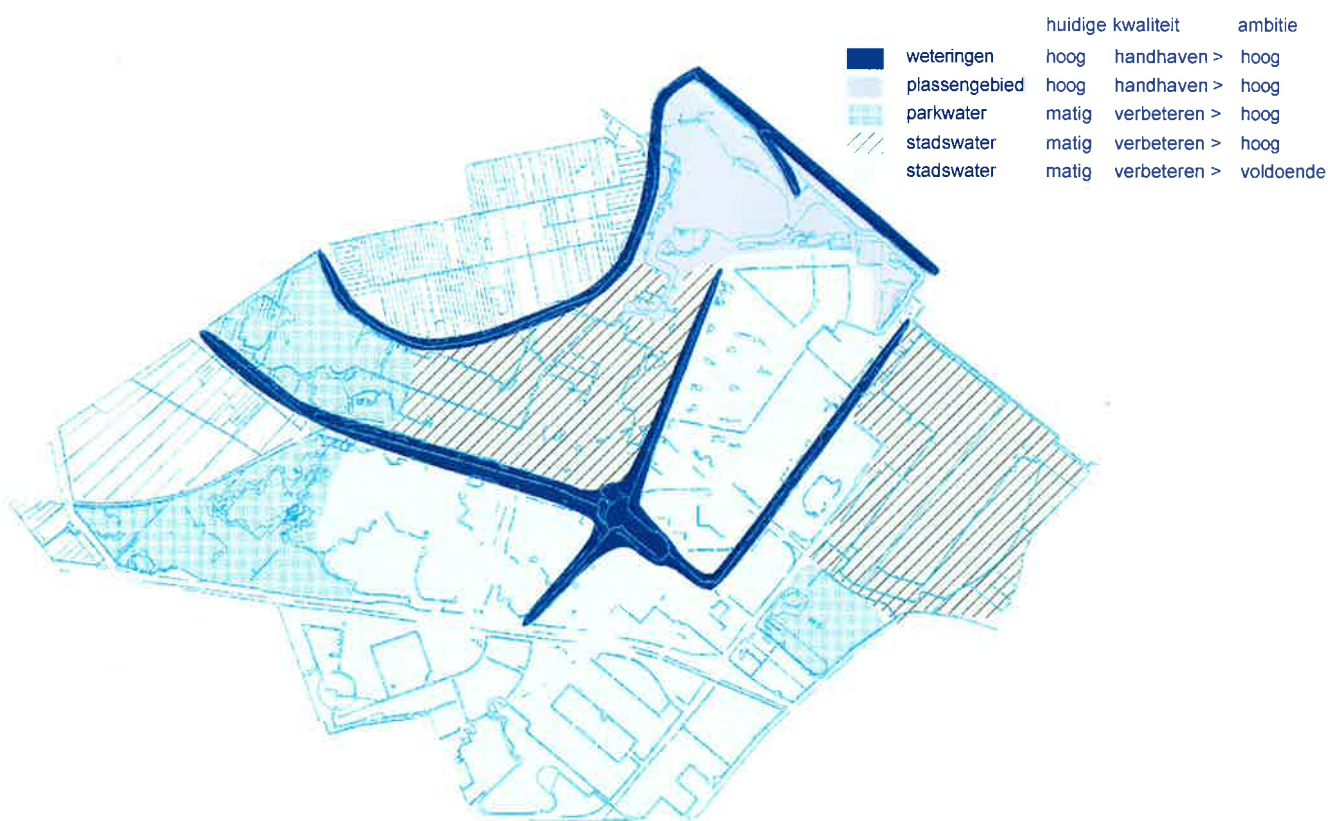 huidige kwaliteit ambitie
weteringen hoog handhaven > hoog
plassengebied hoog handhaven > hoog
parkwater matig verbeteren > hoog
stadswater matig verbeteren > hoog
stadswater matig verbeteren > voldoende